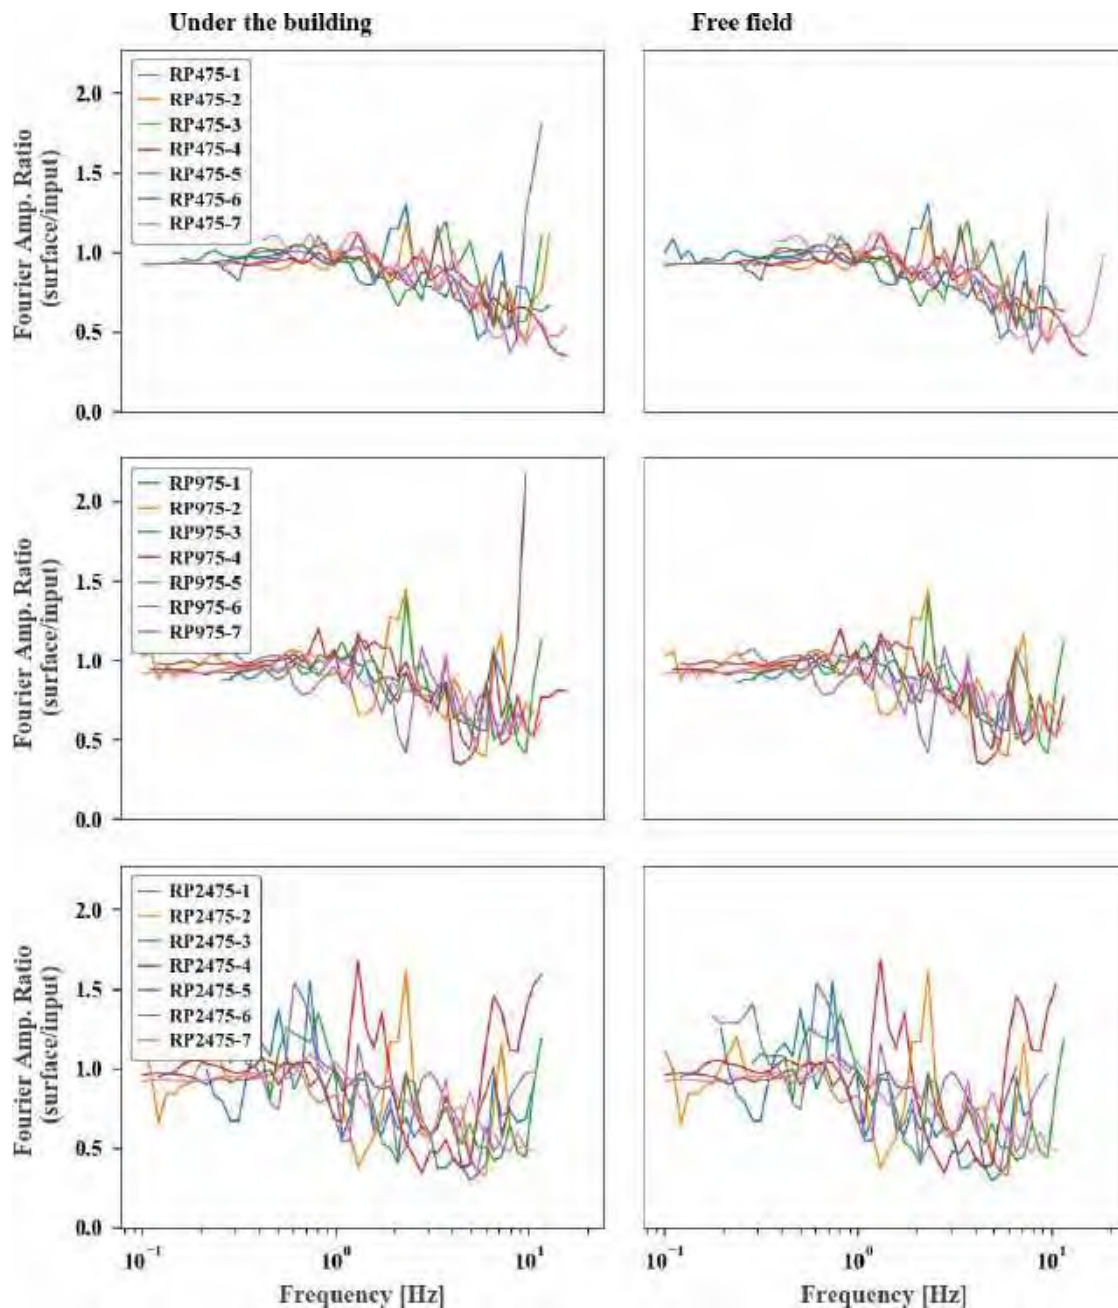 Under the building
Free field
Fourier Amp. Ratio
(surface/input)
2.0
1.5
1.0
0.5
0.0
RP475-1
RP475-2
RP475-3
RP475-4
RP475-5
RP475-6
RP475-7
Fourier Amp. Ratio
(surface/input)
2.0
1.5
1.0
0.5
0.0
RP975-1
RP975-2
RP975-3
RP975-4
RP975-5
RP975-6
RP975-7
Fourier Amp. Ratio
(surface/input)
2.0
1.5
1.0
0.5
0.0
RP2475-1
RP2475-2
RP2475-3
RP2475-4
RP2475-5
RP2475-6
RP2475-7
10⁻¹ 10⁰ 10¹
10⁻¹ 10⁰ 10¹
Frequency [Hz]
Frequency [Hz]